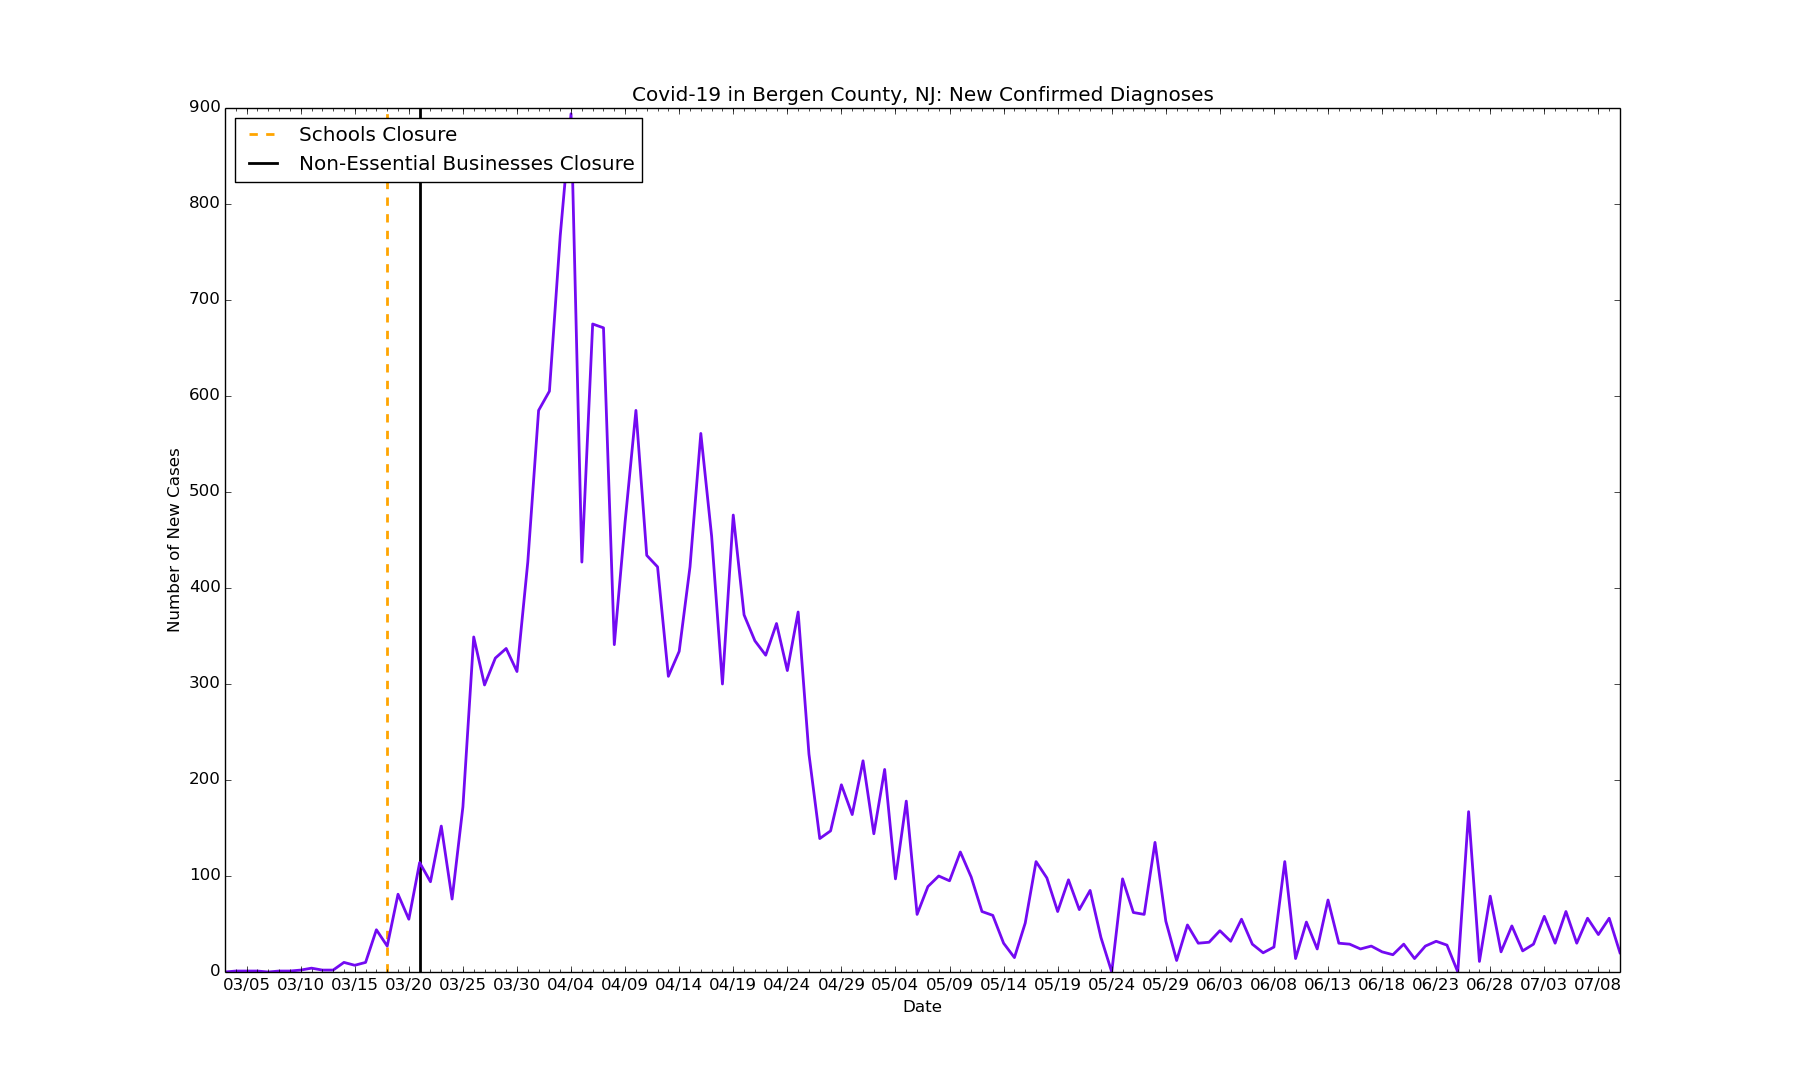 Covid-19 in Bergen County, NJ: New Confirmed Diagnoses
Schools Closure
Non-Essential Businesses Closure
900
800
700
600
500
400
300
200
100
0
Number of New Cases
03/05 03/10 03/15 03/20 03/25 03/30 04/04 04/09 04/14 04/19 04/24 04/29 05/04 05/09 05/14 05/19 05/24 05/29 06/03 06/08 06/13 06/18 06/23 06/28 07/03 07/08
Date